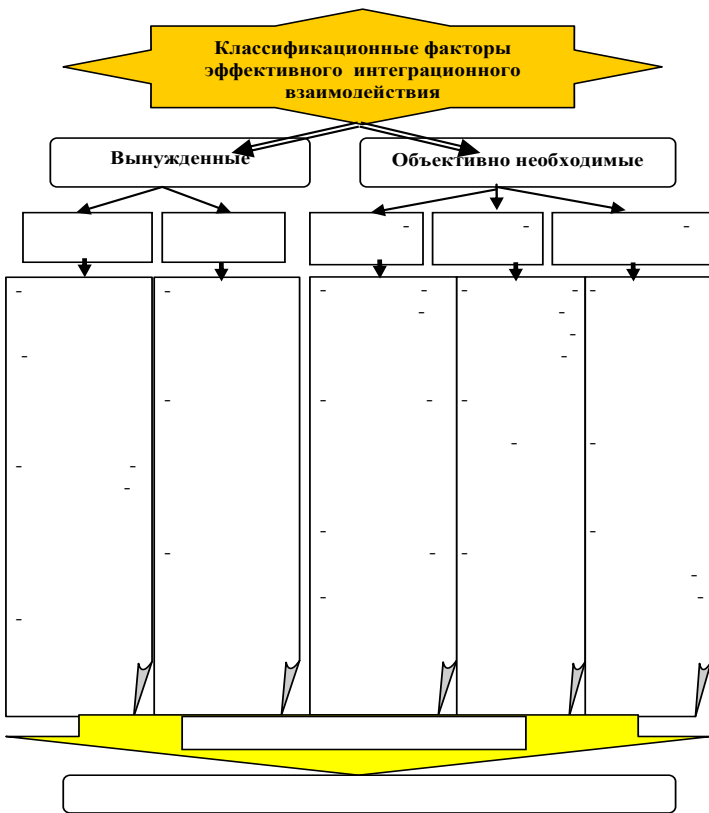 Классификационные факторы
эффективного интеграционного
взаимодействия
Вынужденные
Объективно необходимые